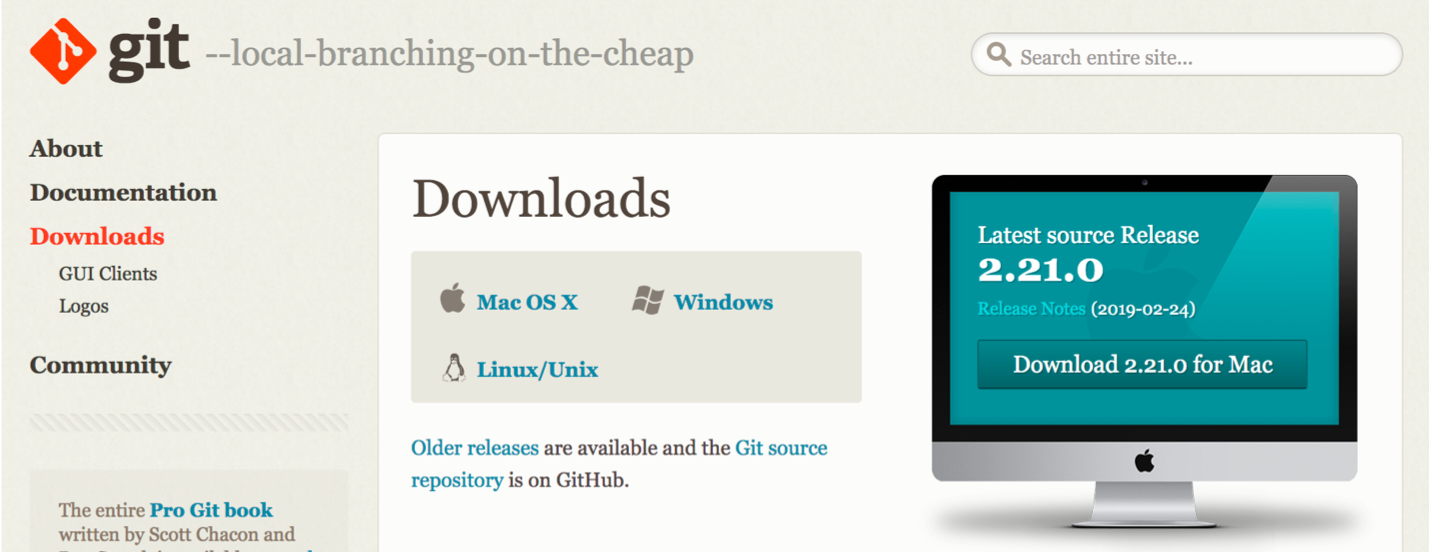 git --local-branching-on-the-cheap
Search entire site...
About
Documentation
Downloads
GUI Clients
Logos
Community
The entire Pro Git book
written by Scott Chacon and
Downloads
Mac OS X
Windows
Linux/Unix
Older releases are available and the Git source
repository is on GitHub.
Latest source Release
2.21.0
Release Notes (2019-02-24)
Download 2.21.0 for Mac